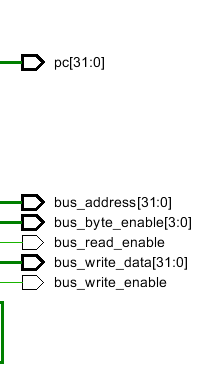 pc[31:0]
bus_address[31:0]
bus_byte_enable[3:0]
bus_read_enable
bus_write_data[31:0]
bus_write_enable